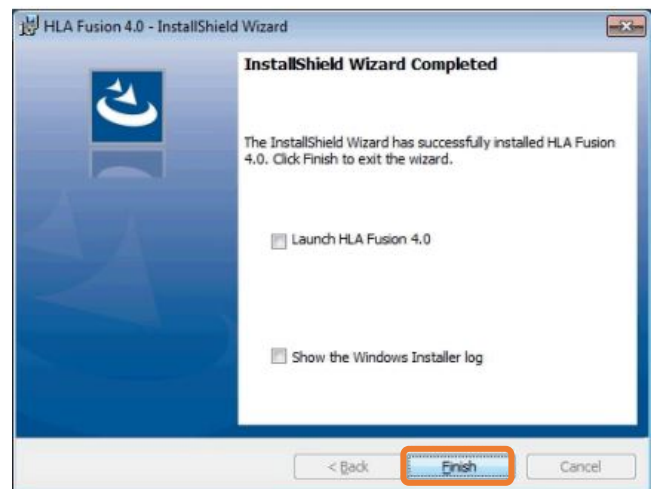 HLA Fusion 4.0 - InstallShield Wizard
InstallShield Wizard Completed
The InstallShield Wizard has successfully installed HLA Fusion
4.0. Click Finish to exit the wizard.
Launch HLA Fusion 4.0
Show the Windows Installer log
< Back Finish Cancel